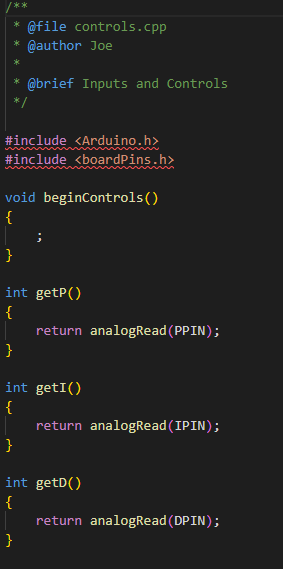 /**
 * @file controls.cpp
 * @author Joe
 *
 * @brief Inputs and Controls
 */

#include <Arduino.h>
#include <boardPins.h>

void beginControls()
{
    ;
}

int getP()
{
    return analogRead(PPIN);
}

int getI()
{
    return analogRead(IPIN);
}

int getD()
{
    return analogRead(DPIN);
}